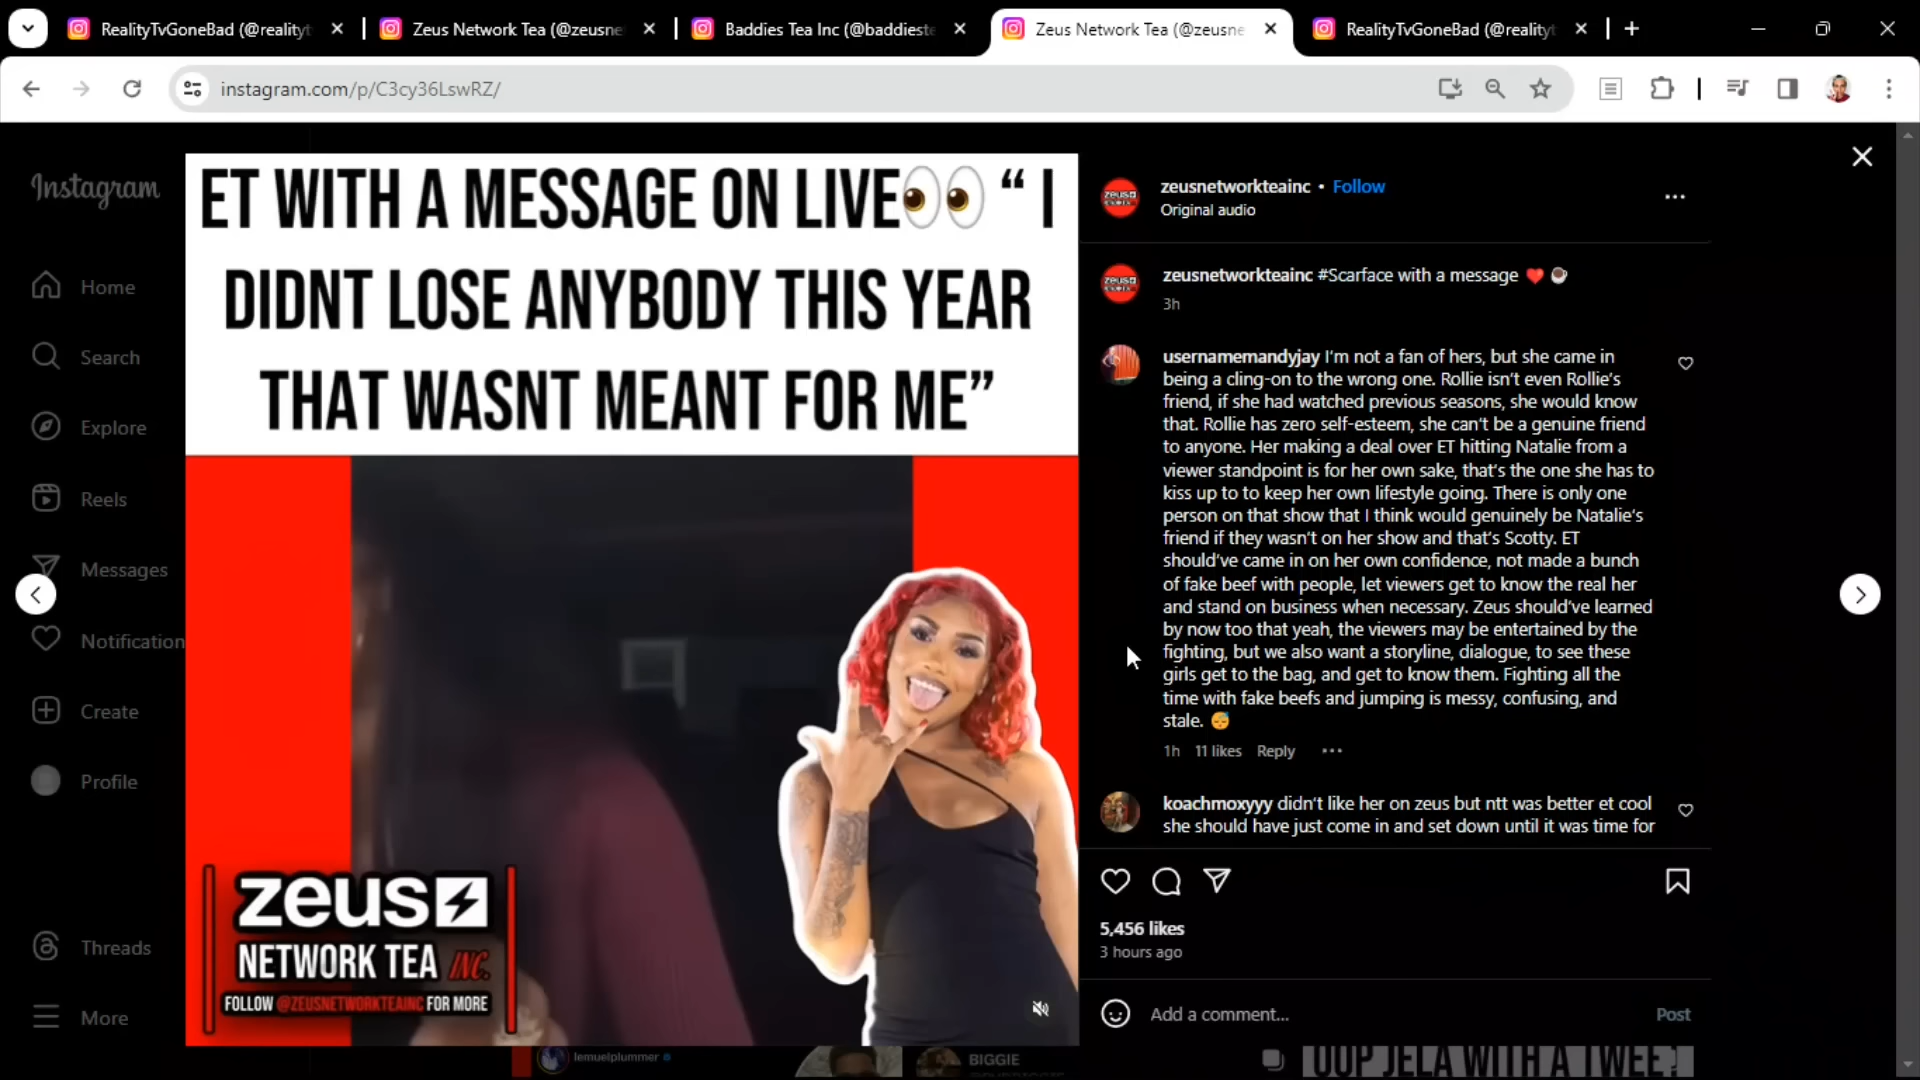 RealityTvGoneBad (@realityt
Zeus Network Tea (@zeusne
Baddies Tea Inc (@baddieste
Zeus Network Tea (@zeusne
RealityTvGoneBad (@realityt
instagram.com/p/C3cy36LswRZ/
Instagram
Home
Search
Explore
Reels
Messages
Notification
Create
Profile
Threads
More
ET WITH A MESSAGE ON LIVE👀 “ I
DIDNT LOSE ANYBODY THIS YEAR
THAT WASNT MEANT FOR ME”
zeus
NETWORK TEA INC.
FOLLOW @ZEUSNETWORKTEAINC FOR MORE
zeusnetworkteainc • Follow
Original audio
zeusnetworkteainc #Scarface with a message ❤️ ☕
3h
usernamemandyjay I’m not a fan of hers, but she came in
being a cling-on to the wrong one. Rollie isn’t even Rollie’s
friend, if she had watched previous seasons, she would know
that. Rollie has zero self-esteem, she can’t be a genuine friend
to anyone. Her making a deal over ET hitting Natalie from a
viewer standpoint is for her own sake, that’s the one she has to
kiss up to to keep her own lifestyle going. There is only one
person on that show that I think would genuinely be Natalie’s
friend if they wasn’t on her show and that’s Scotty. ET
should’ve came in on her own confidence, not made a bunch
of fake beef with people, let viewers get to know the real her
and stand on business when necessary. Zeus should’ve learned
by now too that yeah, the viewers may be entertained by the
fighting, but we also want a storyline, dialogue, to see these
girls get to the bag, and get to know them. Fighting all the
time with fake beefs and jumping is messy, confusing, and
stale. 😴
1h 11 likes Reply
koachmoxyyy didn’t like her on zeus but ntt was better et cool
she should have just come in and set down until it was time for
5,456 likes
3 hours ago
Add a comment...
Post
lemuelplummer
BIGGIE
OOP JELA WITH A TWEET